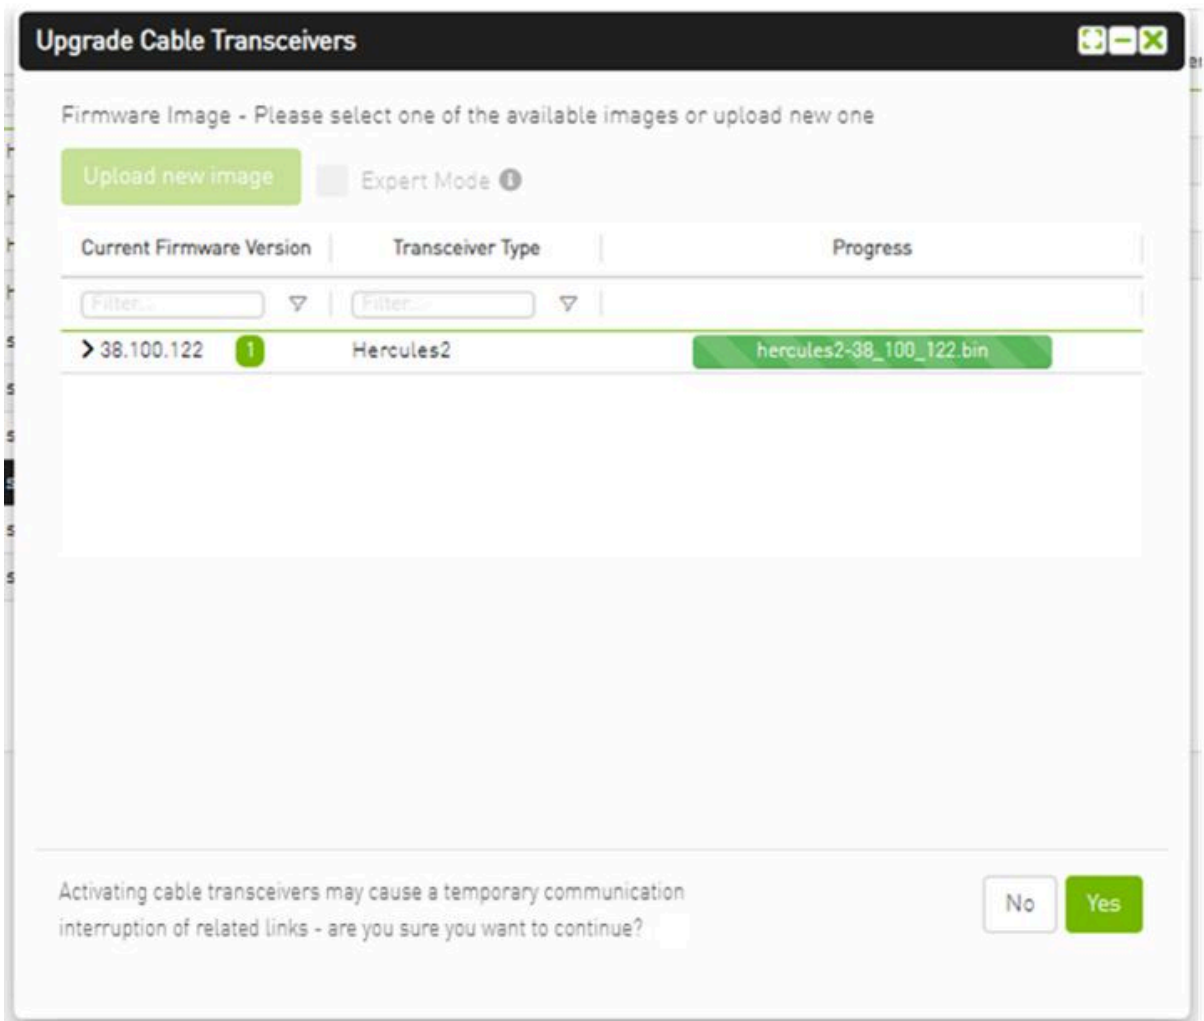 Upgrade Cable Transceivers
Firmware Image - Please select one of the available images or upload new one
Upload new image Expert Mode
Current Firmware Version Transceiver Type Progress
Filter... Filter...
38.100.122 1 Hercules2 hercules2-38_100_122.bin
Activating cable transceivers may cause a temporary communication
interruption of related links - are you sure you want to continue?
No Yes